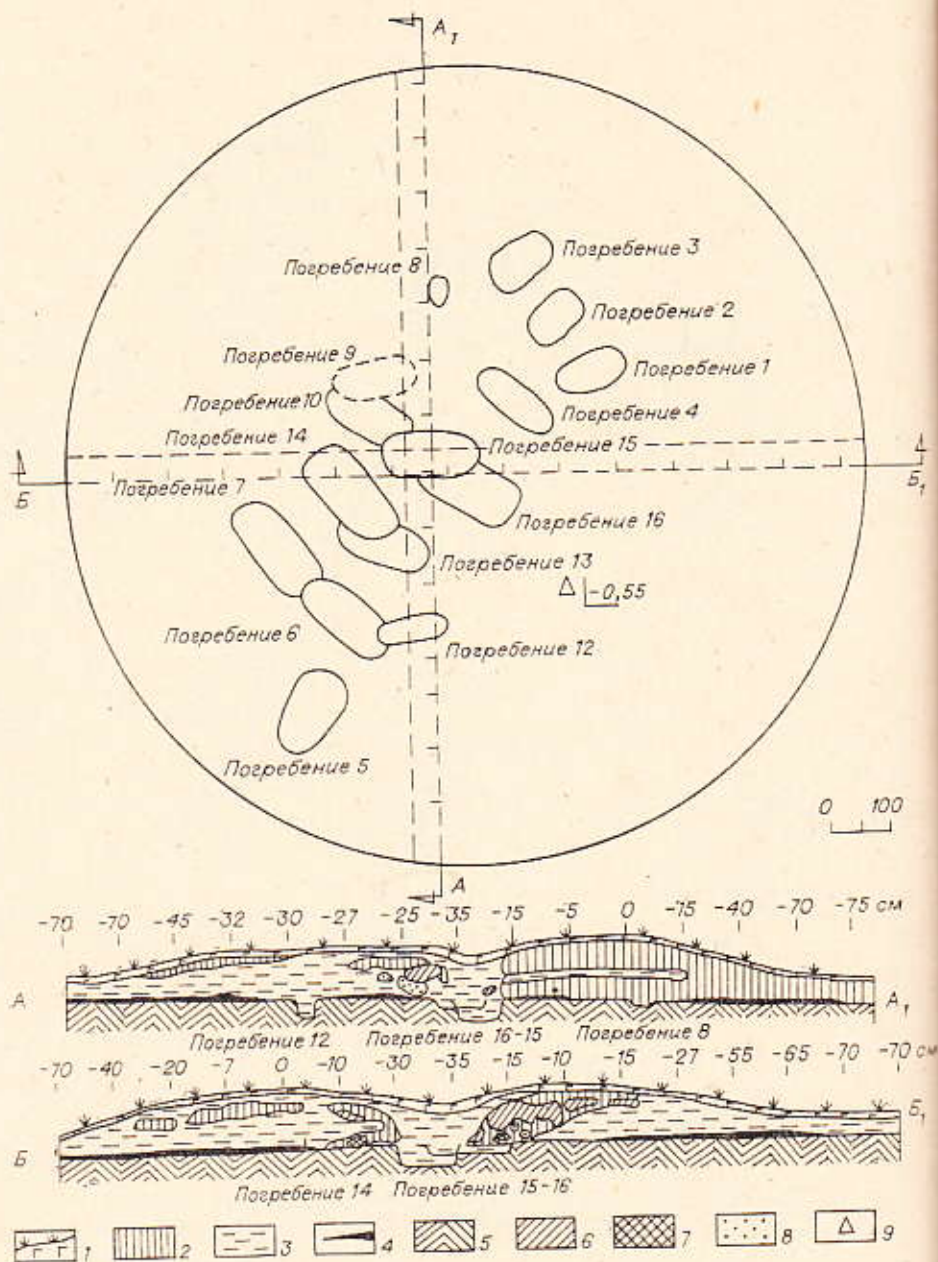 А₁
Погребение 3
Погребение 8
Погребение 2
Погребение 9
Погребение 1
Погребение 10
Погребение 4
Погребение 14
Погребение 15
Б
Погребение 7
Б₁
Погребение 16
Погребение 13
-0,55
Погребение 6
Погребение 12
Погребение 5
0 100
А
-70 -70 -45 -32 -30 -27 -25 -35 -15 -5 0 -15 -40 -70 -75 см
А А₁
Погребение 12 Погребение 16-15 Погребение 8
-70 -40 -20 -7 0 -10 -30 -35 -15 -10 -15 -27 -55 -65 -70 -70 см
Б Б₁
Погребение 14 Погребение 15-16
1 2 3 4 5 6 7 8 9